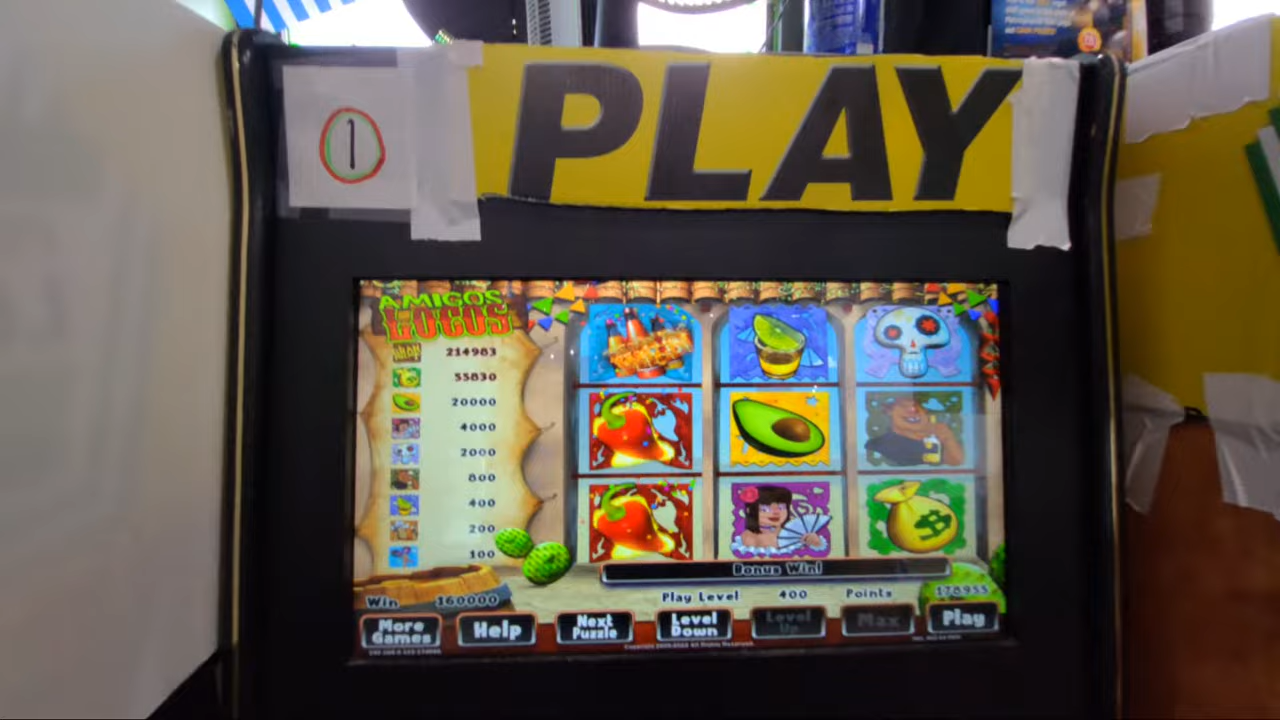 1
PLAY
AMIGOS
LOCOS
214983
55830
20000
4000
2000
800
400
200
100
Bonus Win!
Win 160000 Play Level 400 Points 178955
More Games
Help
Next Puzzle
Level Down
Level Up
Max
Play